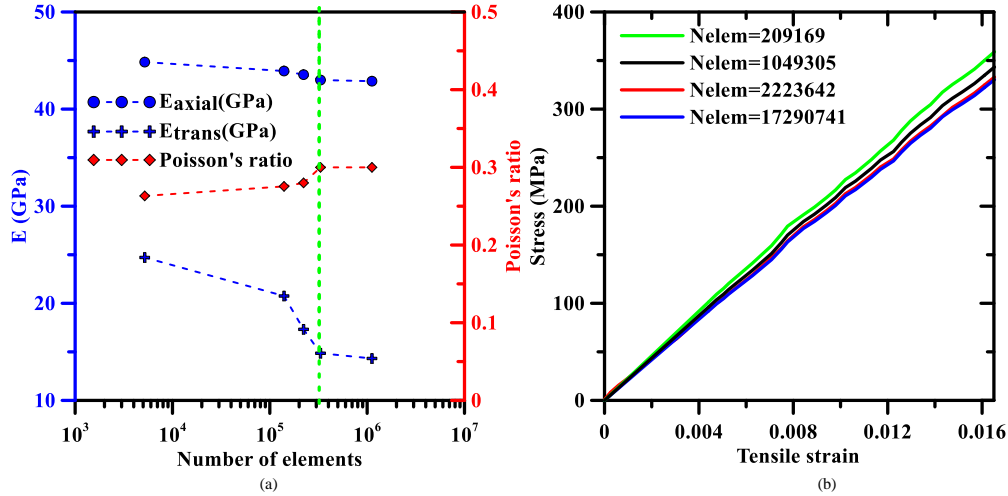 50
40
30
20
10
E (GPa)
Eaxial(GPa)
Etrans(GPa)
Poisson's ratio
0.5
0.4
0.3
0.2
0.1
0
Poisson's ratio
10^3
10^4
10^5
10^6
10^7
Number of elements
(a)
400
300
200
100
0
Stress (MPa)
Nelem=209169
Nelem=1049305
Nelem=2223642
Nelem=17290741
0
0.004
0.008
0.012
0.016
Tensile strain
(b)